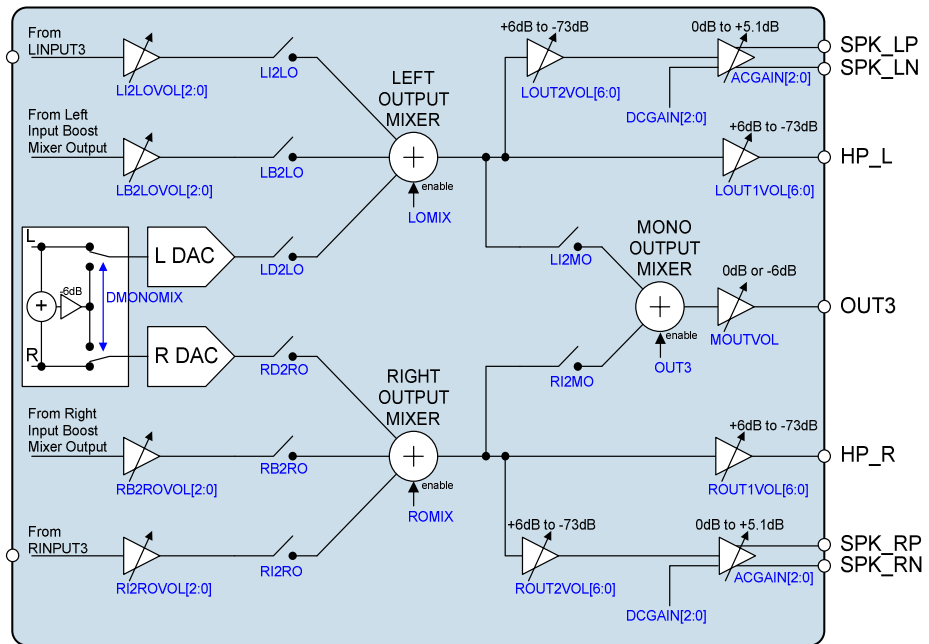 From
LINPUT3
LI2LOVOL[2:0]
LI2LO
+6dB to -73dB
LOUT2VOL[6:0]
0dB to +5.1dB
ACGAIN[2:0]
DCGAIN[2:0]
SPK_LP
SPK_LN
From Left
Input Boost
Mixer Output
LB2LOVOL[2:0]
LB2LO
LEFT
OUTPUT
MIXER
enable
LOMIX
+6dB to -73dB
LOUT1VOL[6:0]
HP_L
L
R
-6dB
DMONOMIX
L DAC
LD2LO
R DAC
RD2RO
LI2MO
RI2MO
MONO
OUTPUT
MIXER
enable
OUT3
0dB or -6dB
MOUTVOL
OUT3
From Right
Input Boost
Mixer Output
RB2ROVOL[2:0]
RB2RO
RIGHT
OUTPUT
MIXER
enable
ROMIX
+6dB to -73dB
ROUT1VOL[6:0]
HP_R
From
RINPUT3
RI2ROVOL[2:0]
RI2RO
+6dB to -73dB
ROUT2VOL[6:0]
0dB to +5.1dB
ACGAIN[2:0]
DCGAIN[2:0]
SPK_RP
SPK_RN